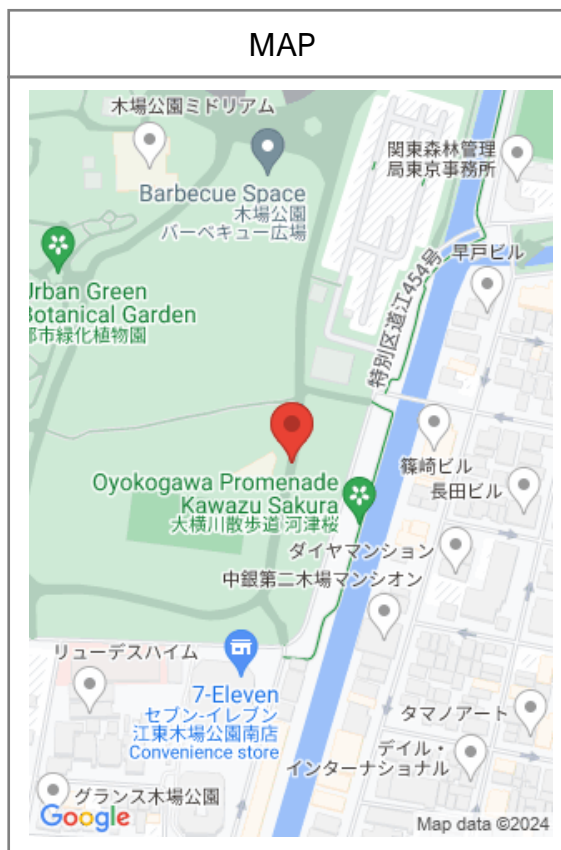 MAP
木場公園ミドリアム
関東森林管理
局東京事務所
Barbecue Space
木場公園
バーベキュー広場
早戸ビル
特別区道江454号
Urban Green
Botanical Garden
都市緑化植物園
篠崎ビル
長田ビル
Oyokogawa Promenade
Kawazu Sakura
大横川散歩道 河津桜
ダイヤマンション
中銀第二木場マンシオン
リューデスハイム
7-Eleven
セブン-イレブン
江東木場公園南店
Convenience store
タマノアート
デイル・
インターナショナル
グランス木場公園
Google
Map data ©2024